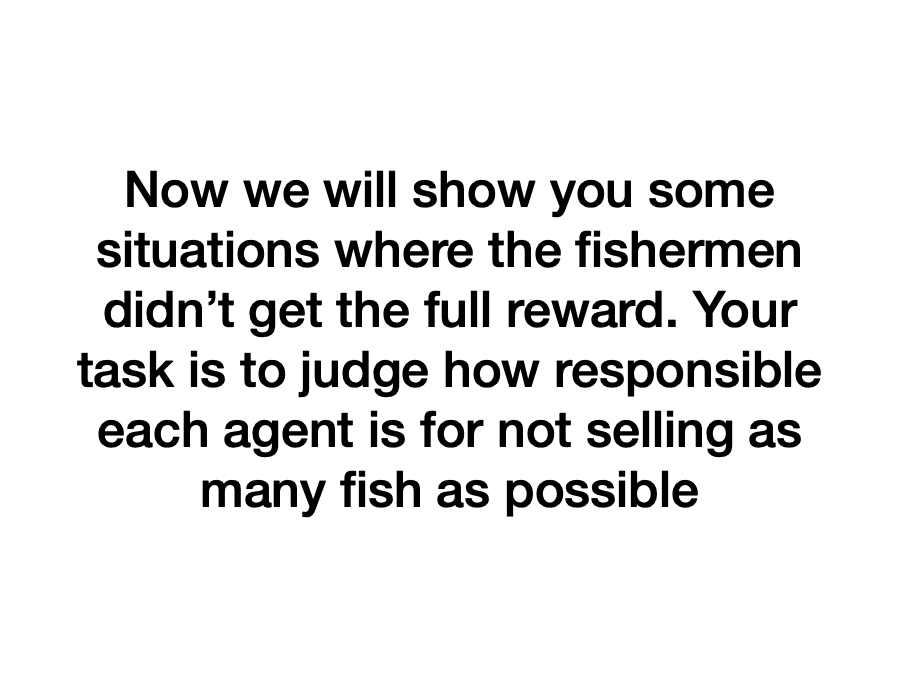 Now we will show you some
situations where the fishermen
didn’t get the full reward. Your
task is to judge how responsible
each agent is for not selling as
many fish as possible